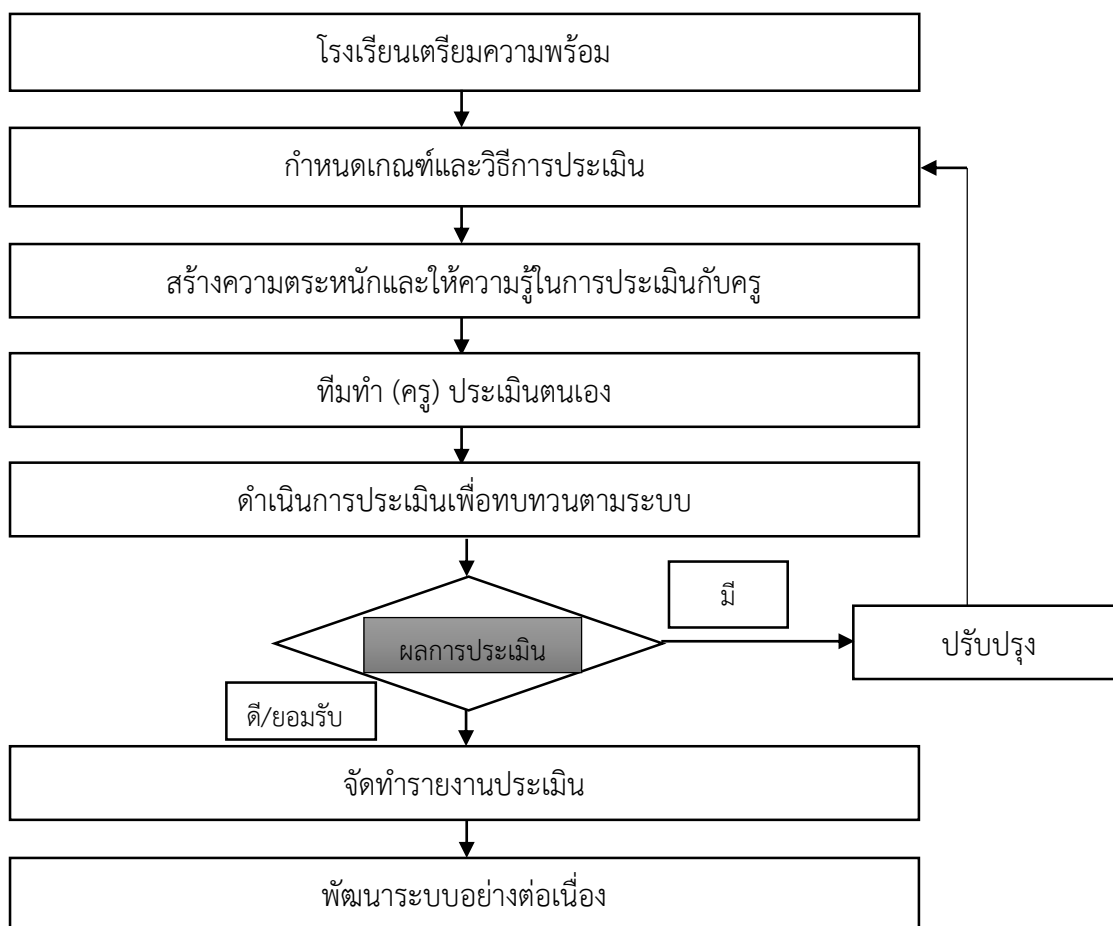 โรงเรียนเตรียมความพร้อม
กำหนดเกณฑ์และวิธีการประเมิน
สร้างความตระหนักและให้ความรู้ในการประเมินกับครู
ทีมทำ (ครู) ประเมินตนเอง
ดำเนินการประเมินเพื่อทบทวนตามระบบ
มี
ผลการประเมิน
ปรับปรุง
ดี/ยอมรับ
จัดทำรายงานประเมิน
พัฒนาระบบอย่างต่อเนื่อง